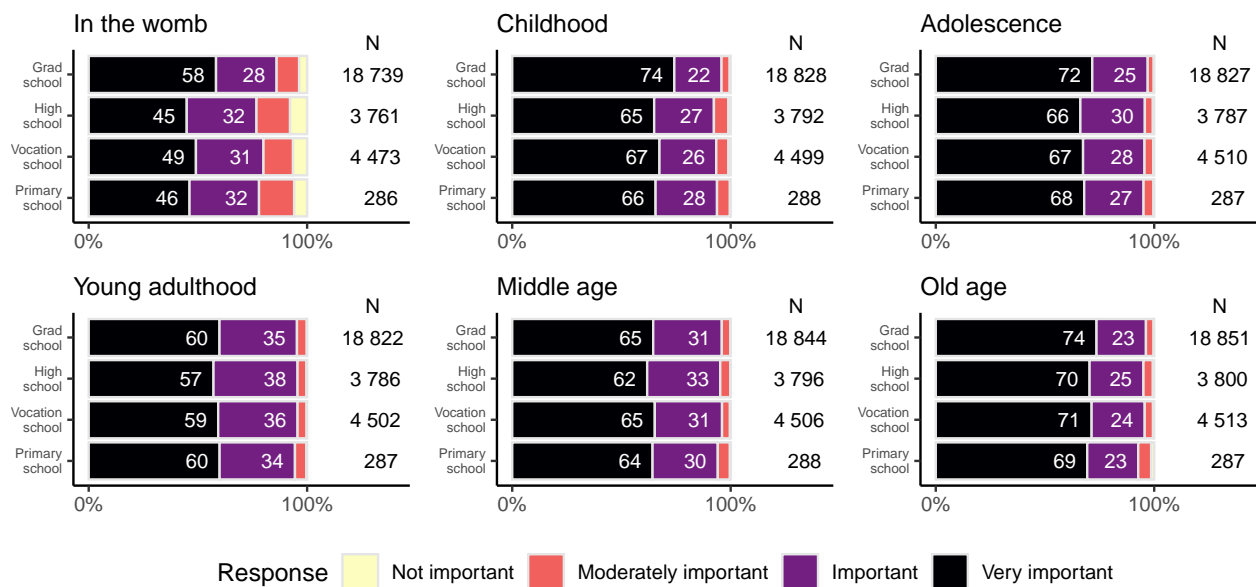 In the womb
N
Grad school 58 28 18 739
High school 45 32 3 761
Vocation school 49 31 4 473
Primary school 46 32 286
0% 100%
Childhood
N
Grad school 74 22 18 828
High school 65 27 3 792
Vocation school 67 26 4 499
Primary school 66 28 288
0% 100%
Adolescence
N
Grad school 72 25 18 827
High school 66 30 3 787
Vocation school 67 28 4 510
Primary school 68 27 287
0% 100%
Young adulthood
N
Grad school 60 35 18 822
High school 57 38 3 786
Vocation school 59 36 4 502
Primary school 60 34 287
0% 100%
Middle age
N
Grad school 65 31 18 844
High school 62 33 3 796
Vocation school 65 31 4 506
Primary school 64 30 288
0% 100%
Old age
N
Grad school 74 23 18 851
High school 70 25 3 800
Vocation school 71 24 4 513
Primary school 69 23 287
0% 100%
Response Not important Moderately important Important Very important